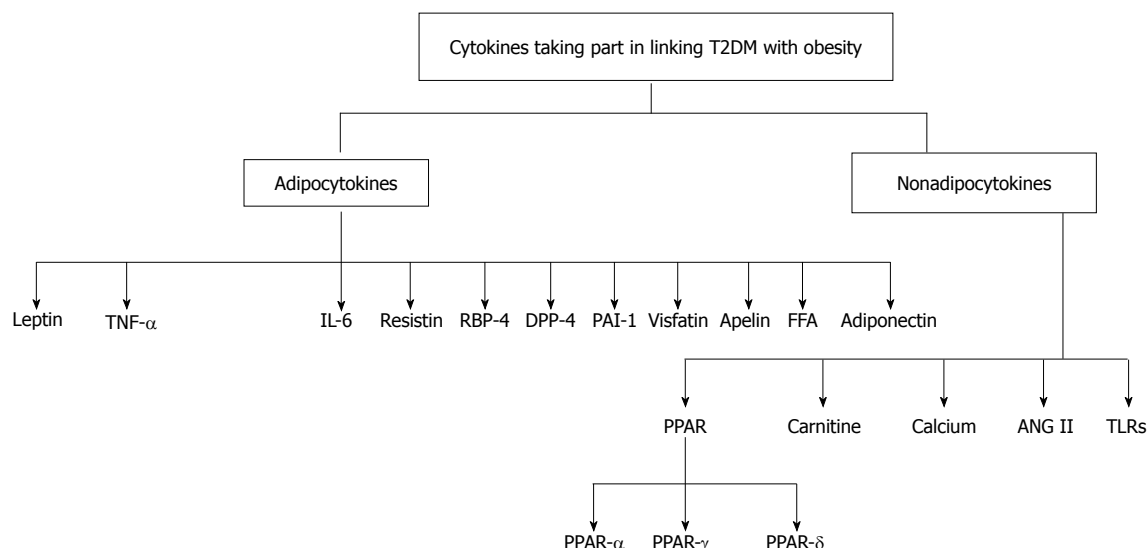 Cytokines taking part in linking T2DM with obesity
Adipocytokines
Nonadipocytokines
Leptin
TNF-α
IL-6
Resistin
RBP-4
DPP-4
PAI-1
Visfatin
Apelin
FFA
Adiponectin
PPAR
Carnitine
Calcium
ANG II
TLRs
PPAR-α
PPAR-γ
PPAR-δ